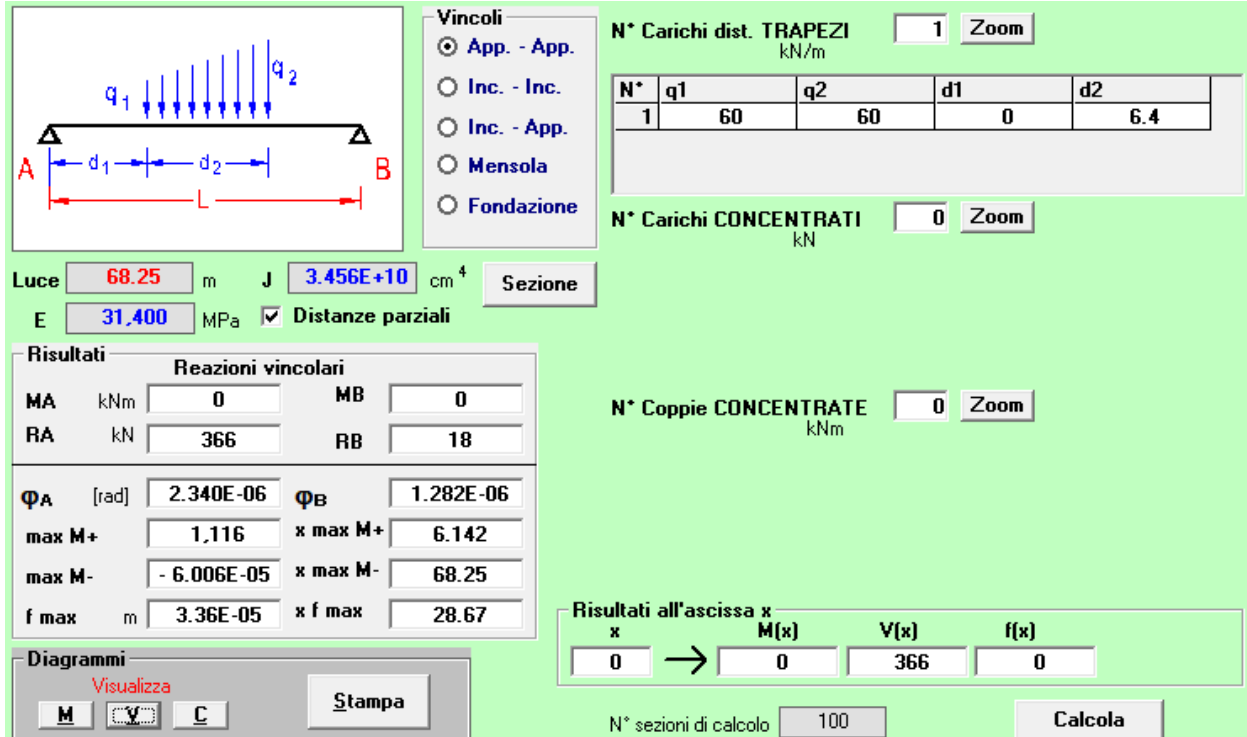 q1
q2
A
B
d1
d2
L
Vincoli
App. - App.
Inc. - Inc.
Inc. - App.
Mensola
Fondazione
N° Carichi dist. TRAPEZI 1 Zoom
kN/m
N° q1 q2 d1 d2
1 60 60 0 6.4
N° Carichi CONCENTRATI 0 Zoom
kN
Luce 68.25 m J 3.456E+10 cm 4 Sezione
E 31,400 MPa Distanze parziali
Risultati
Reazioni vincolari
MA kNm 0 MB 0
RA kN 366 RB 18
N° Coppie CONCENTRATE 0 Zoom
kNm
φA [rad] 2.340E-06 φB 1.282E-06
max M+ 1,116 x max M+ 6.142
max M- - 6.006E-05 x max M- 68.25
f max m 3.36E-05 x f max 28.67
Risultati all'ascissa x
x M(x) V(x) f(x)
0 0 366 0
Diagrammi
Visualizza
M V C Stampa
N° sezioni di calcolo 100 Calcola